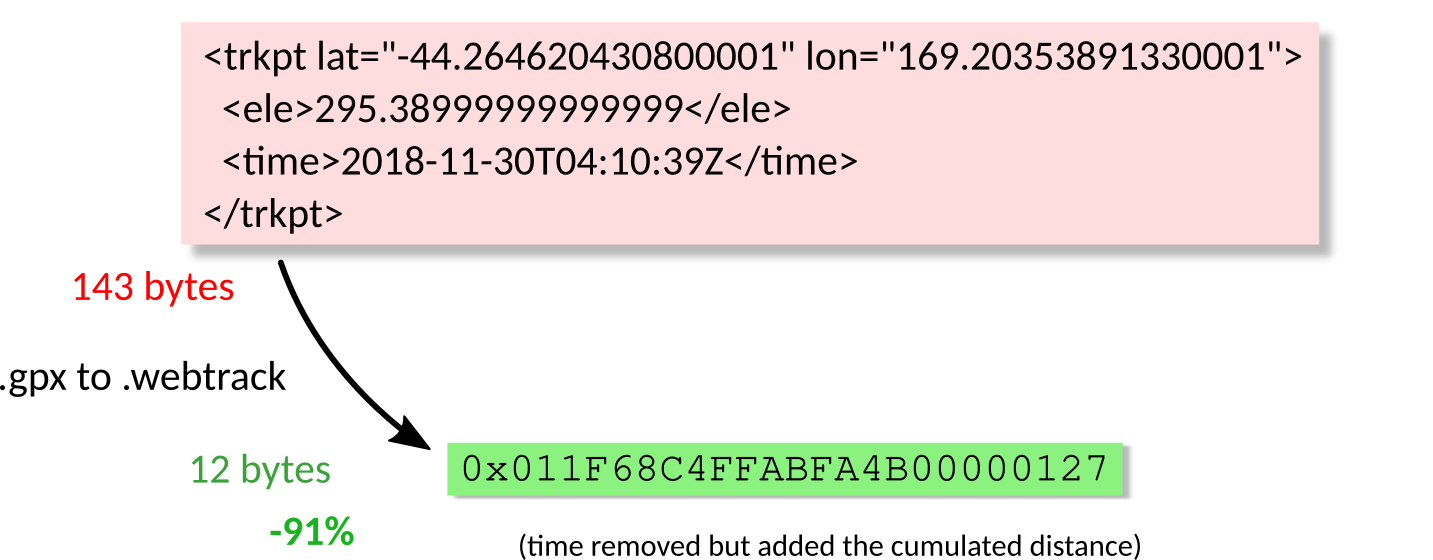 <trkpt lat="-44.264620430800001" lon="169.20353891330001">
<ele>295.38999999999999</ele>
<time>2018-11-30T04:10:39Z</time>
</trkpt>
143 bytes
.gpx to .webtrack
12 bytes
0x011F68C4FFABFA4B00000127
-91%
(time removed but added the cumulated distance)